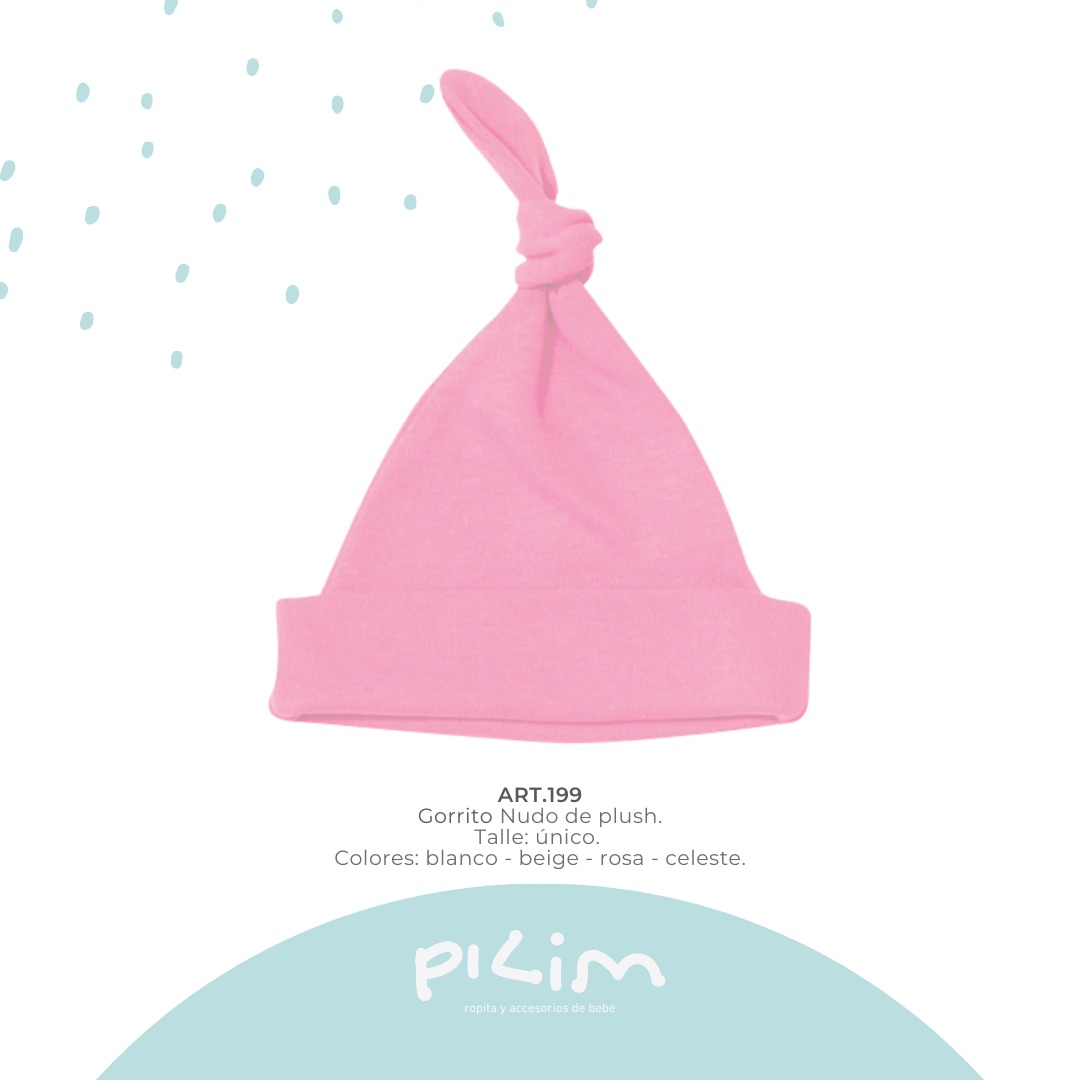 ART.199
Gorrito Nudo de plush.
Talle: único.
Colores: blanco - beige - rosa - celeste.
piLim
ropita y accesorios de bebé